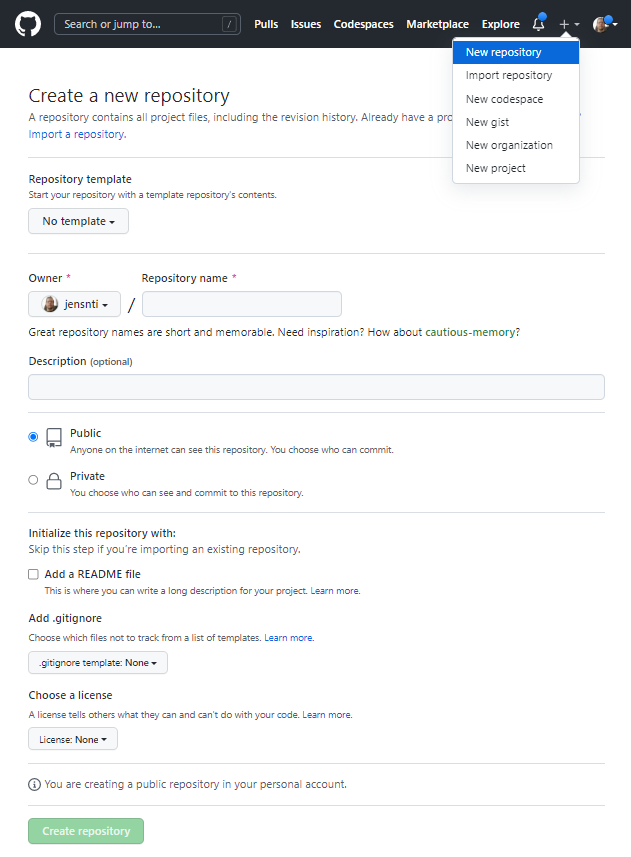 Search or jump to... / Pulls Issues Codespaces Marketplace Explore
New repository
Import repository
New codespace
New gist
New organization
New project
Create a new repository
A repository contains all project files, including the revision history. Already have a pro ?
Import a repository.
Repository template
Start your repository with a template repository's contents.
No template
Owner * Repository name *
jensnti /
Great repository names are short and memorable. Need inspiration? How about cautious-memory?
Description (optional)
Public
Anyone on the internet can see this repository. You choose who can commit.
Private
You choose who can see and commit to this repository.
Initialize this repository with:
Skip this step if you're importing an existing repository.
Add a README file
This is where you can write a long description for your project. Learn more.
Add .gitignore
Choose which files not to track from a list of templates. Learn more.
.gitignore template: None
Choose a license
A license tells others what they can and can't do with your code. Learn more.
License: None
You are creating a public repository in your personal account.
Create repository